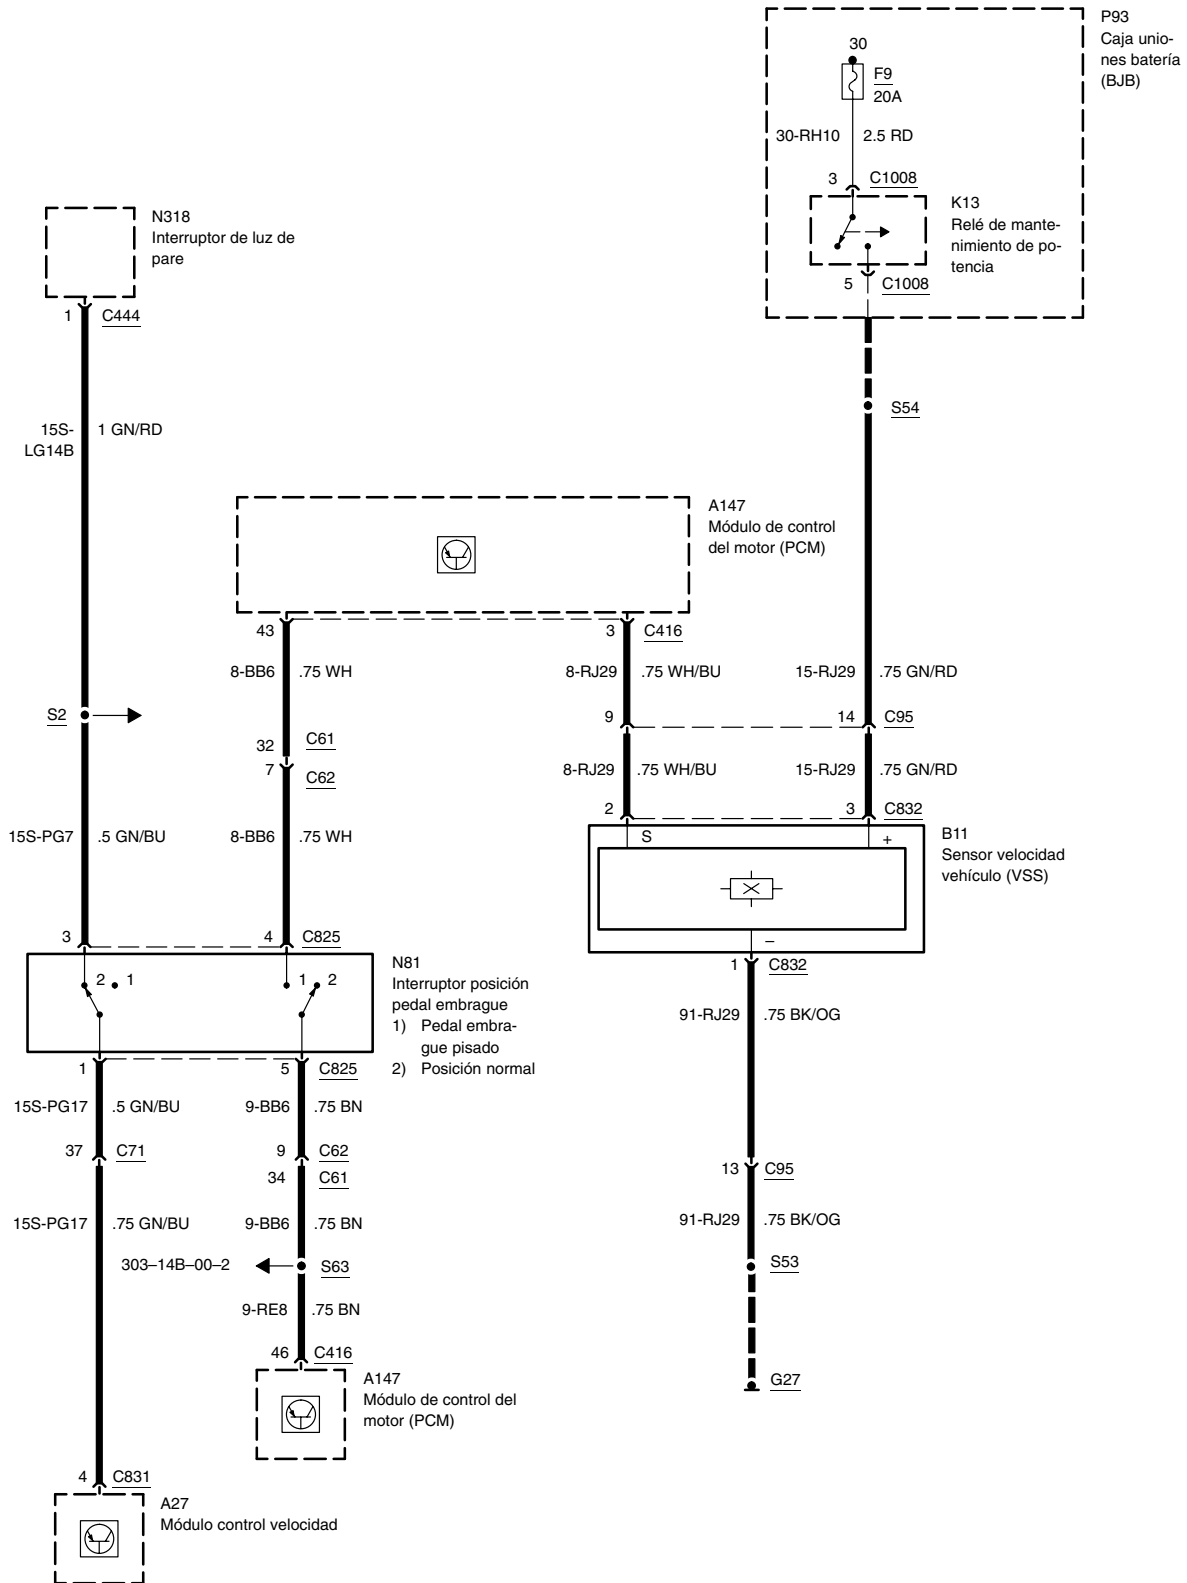 P93
Caja unio-
nes batería
(BJB)
30
F9
20A
30-RH10 2.5 RD
3 C1008
K13
Relé de mante-
nimiento de po-
tencia
5 C1008
N318
Interruptor de luz de
pare
1 C444
S54
15S-
LG14B
1 GN/RD
A147
Módulo de control
del motor (PCM)
43 3 C416
8-BB6 .75 WH 8-RJ29 .75 WH/BU 15-RJ29 .75 GN/RD
S2
9 14 C95
32 C61
7 C62
8-RJ29 .75 WH/BU 15-RJ29 .75 GN/RD
2 3 C832
15S-PG7 .5 GN/BU 8-BB6 .75 WH
S +
B11
Sensor velocidad
vehículo (VSS)
–
3 4 C825
1 C832
2 1 1 2
N81
Interruptor posición
pedal embrague
1) Pedal embra-
gue pisado
2) Posición normal
91-RJ29 .75 BK/OG
1 5 C825
15S-PG17 .5 GN/BU 9-BB6 .75 BN
37 C71 9 C62
34 C61
13 C95
15S-PG17 .75 GN/BU 9-BB6 .75 BN
91-RJ29 .75 BK/OG
303–14B–00–2 S63
S53
9-RE8 .75 BN
46 C416
A147
Módulo de control del
motor (PCM)
G27
4 C831
A27
Módulo control velocidad